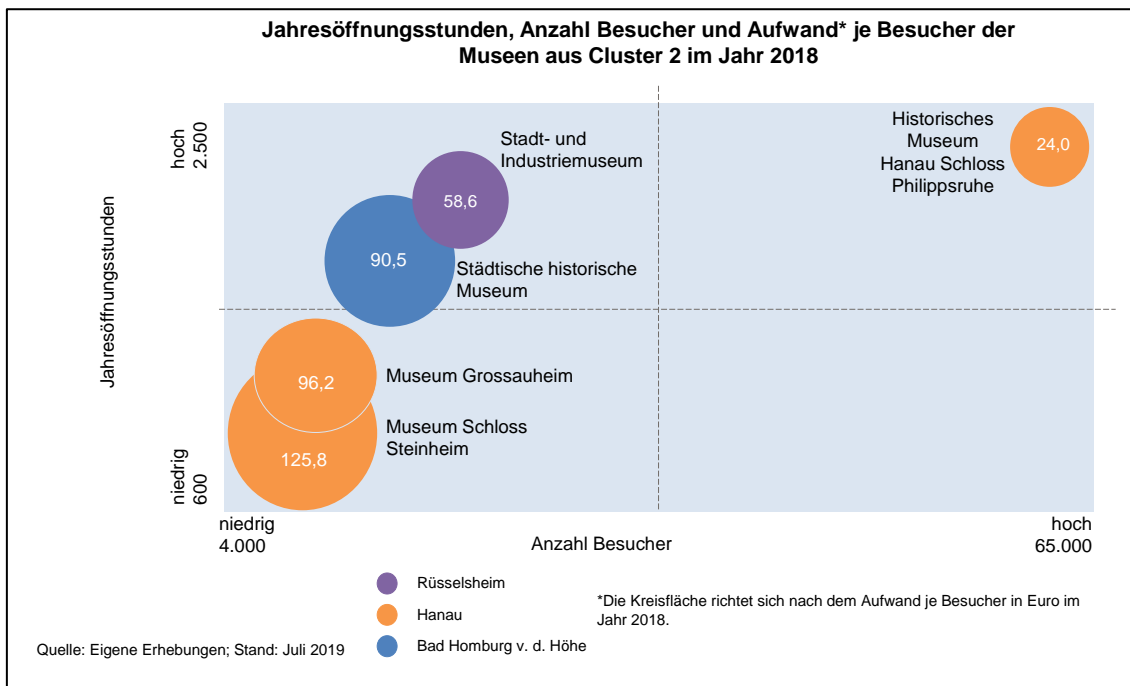 Jahresöffnungsstunden, Anzahl Besucher und Aufwand* je Besucher der
Museen aus Cluster 2 im Jahr 2018
hoch
2.500
Jahresöffnungsstunden
niedrig
600
Stadt- und
Industriemuseum
58,6
Historisches
Museum
Hanau Schloss
Philippsruhe
24,0
90,5
Städtische historische
Museum
96,2
Museum Grossauheim
Museum Schloss
Steinheim
125,8
niedrig
4.000
Anzahl Besucher
hoch
65.000
Rüsselsheim
Hanau
Bad Homburg v. d. Höhe
*Die Kreisfläche richtet sich nach dem Aufwand je Besucher in Euro im
Jahr 2018.
Quelle: Eigene Erhebungen; Stand: Juli 2019